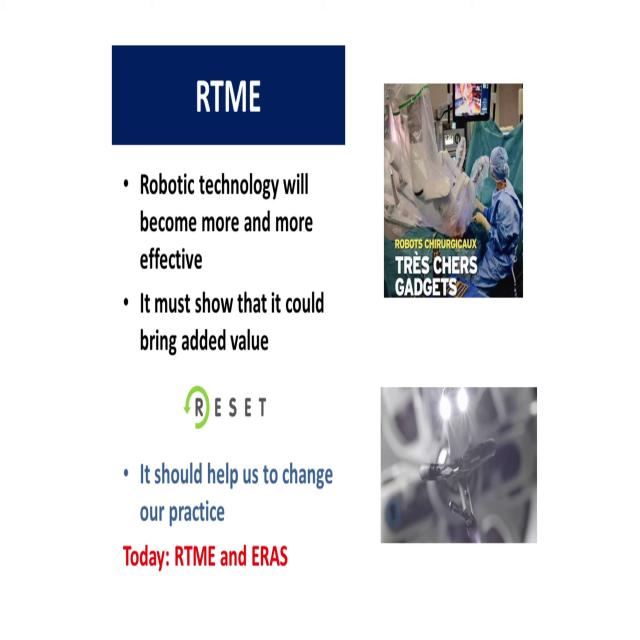 RTME
• Robotic technology will
become more and more
effective
• It must show that it could
bring added value
RESET
• It should help us to change
our practice
Today: RTME and ERAS
ROBOTS CHIRURGICAUX
TRÈS CHERS
GADGETS